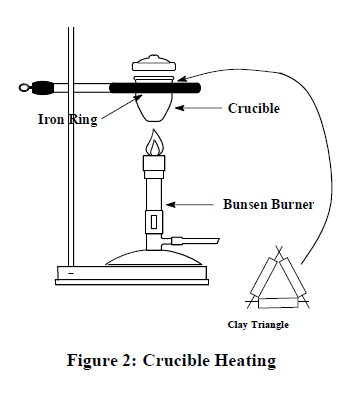 Iron Ring
Crucible
Bunsen Burner
Clay Triangle
Figure 2: Crucible Heating